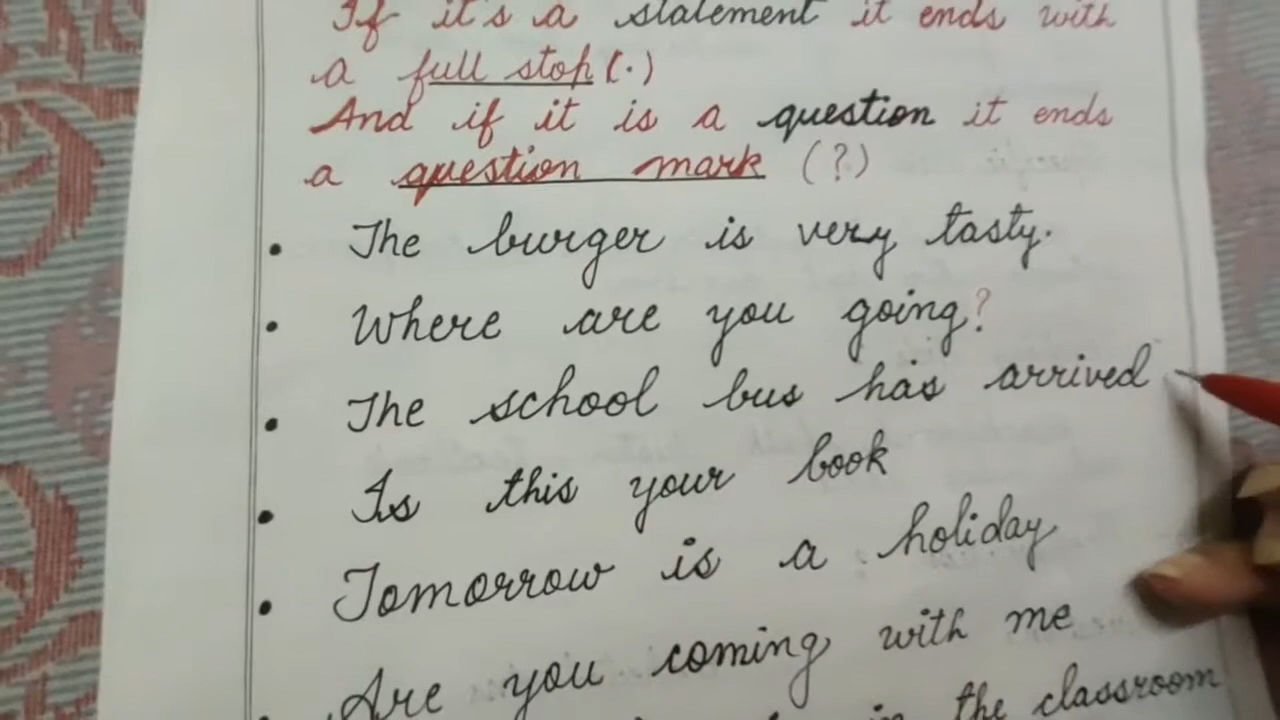 If it's a statement it ends with
a full stop (.)
And if it is a question it ends
a question mark (?)
• The burger is very tasty.
• Where are you going?
• The school bus has arrived
• Is this your book
• Tomorrow is a holiday
• Are you coming with me
in the classroom